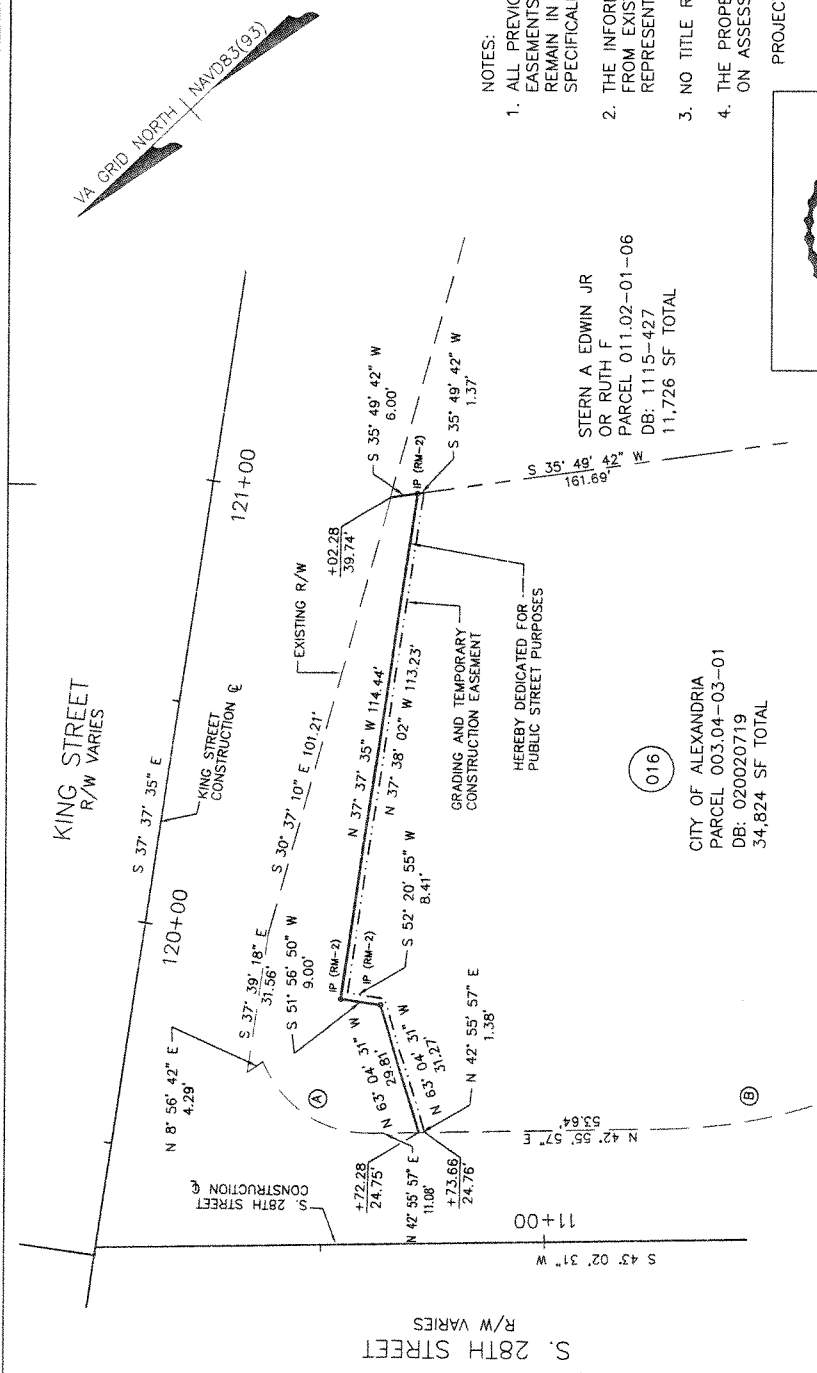 VA GRID NORTH NAVD83(93)
KING STREET
R/W VARIES
S 37° 37' 35" E
KING STREET
CONSTRUCTION ℄
120+00
121+00
N 8° 56' 42" E
4.29'
S 37° 39' 18" E
31.56'
S 30° 37' 10" E 101.21'
EXISTING R/W
+02.28
39.74'
S 35° 49' 42" W
6.00'
IP (RM-2)
S 35° 49' 42" W
1.37'
S 51° 56' 50" W
9.00'
IP (RM-2)
IP (RM-2)
N 37° 37' 35" W 114.44'
N 37° 38' 02" W 113.23'
S 52° 20' 55" W
8.41'
GRADING AND TEMPORARY
CONSTRUCTION EASEMENT
HEREBY DEDICATED FOR
PUBLIC STREET PURPOSES
A
N 63° 04' 31" W
29.81'
N 63° 04' 31" W
31.27'
N 42° 55' 57" E
1.38'
+72.28
24.75'
N 42° 55' 57" E
11.08'
+73.66
24.76'
N 42° 55' 57" E
53.64'
B
S. 28TH STREET
CONSTRUCTION ℄
11+00
S 43° 02' 31" W
S. 28TH STREET
R/W VARIES
S 35° 49' 42" W
161.69'
STERN A EDWIN JR
OR RUTH F
PARCEL 011.02-01-06
DB: 1115-427
11,726 SF TOTAL
016
CITY OF ALEXANDRIA
PARCEL 003.04-03-01
DB: 020020719
34,824 SF TOTAL
NOTES:
1. ALL PREVIO
EASEMENTS
REMAIN IN
SPECIFICAL
2. THE INFOR
FROM EXIS
REPRESENT
3. NO TITLE R
4. THE PROPE
ON ASSESS
PROJEC